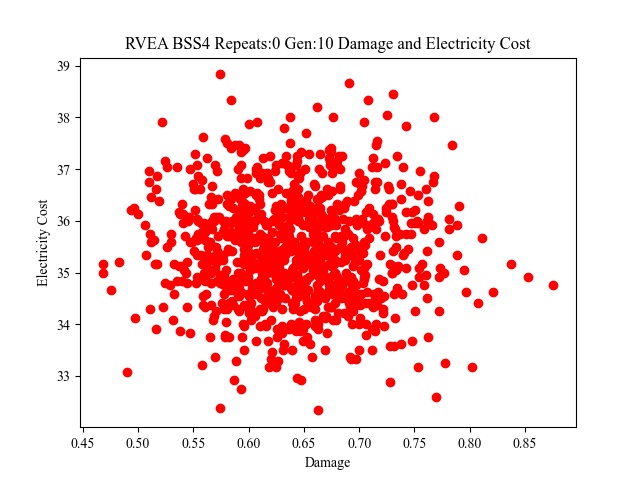 RVEA BSS4 Repeats:0 Gen:10 Damage and Electricity Cost
39
38
37
36
35
34
33
Electricity Cost
0.45 0.50 0.55 0.60 0.65 0.70 0.75 0.80 0.85
Damage